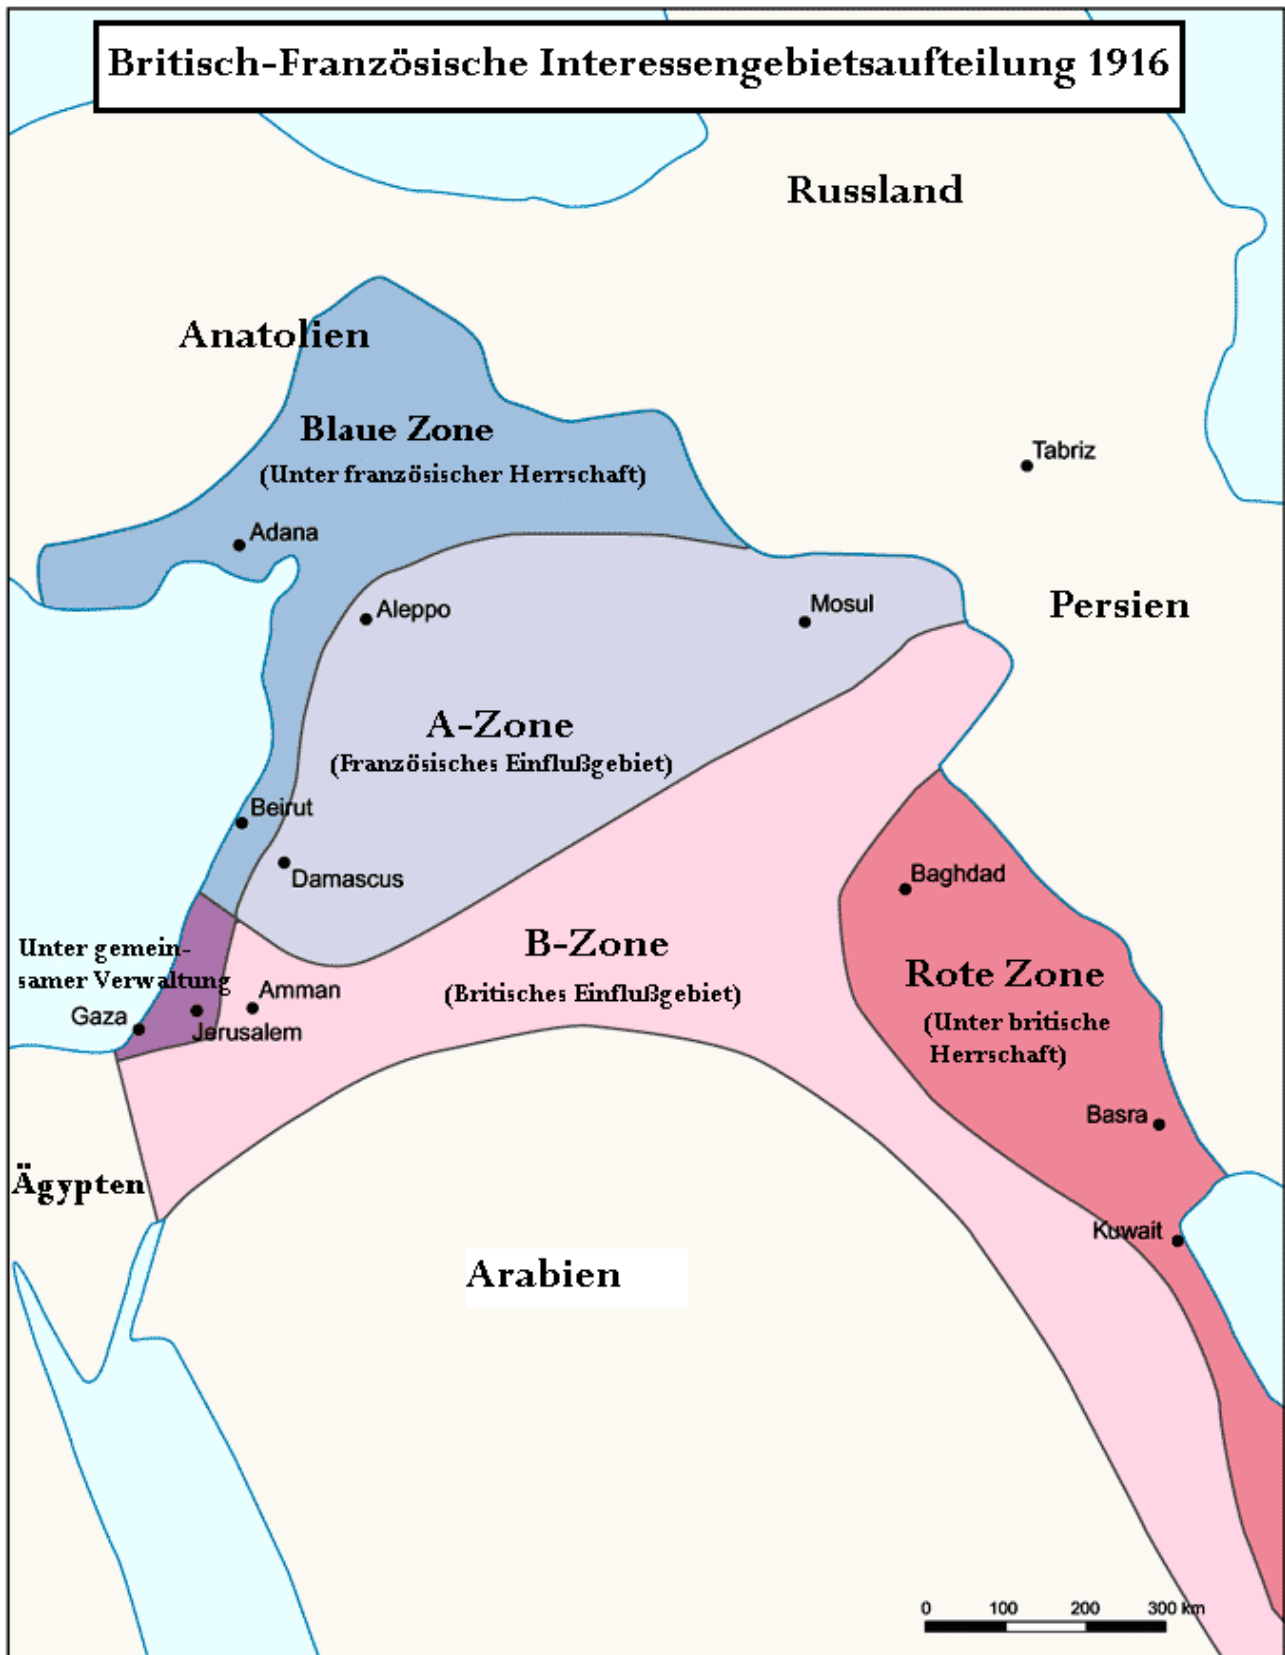 Britisch-Französische Interessengebietsaufteilung 1916
Russland
Anatolien
Blaue Zone
(Unter französischer Herrschaft)
Tabriz
Adana
Aleppo
Mosul
Persien
A-Zone
(Französisches Einflußgebiet)
Beirut
Damascus
Baghdad
Unter gemein-
samer Verwaltung
B-Zone
(Britisches Einflußgebiet)
Rote Zone
(Unter britische
Herrschaft)
Amman
Gaza
Jerusalem
Basra
Ägypten
Kuwait
Arabien
0 100 200 300 km